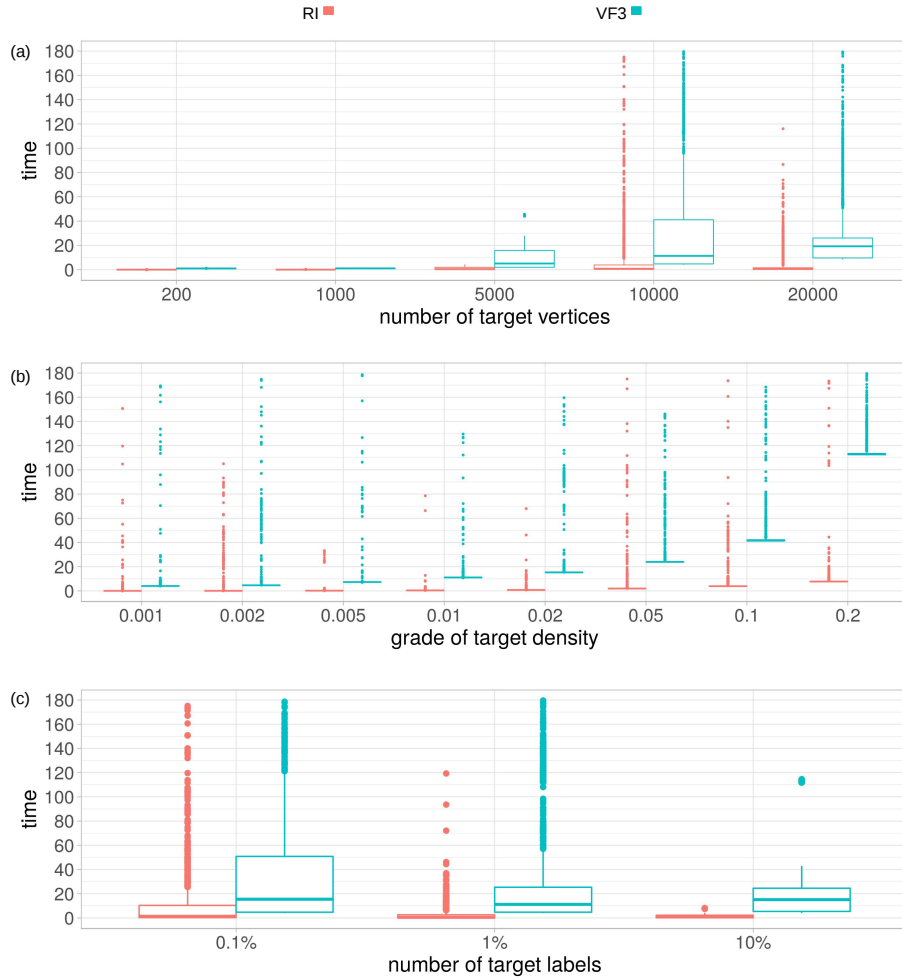 RI VF3
(a)
180
160
140
120
100
80
60
40
20
0
time
200 1000 5000 10000 20000
number of target vertices
(b)
180
160
140
120
100
80
60
40
20
0
time
0.001 0.002 0.005 0.01 0.02 0.05 0.1 0.2
grade of target density
(c)
180
160
140
120
100
80
60
40
20
0
time
0.1% 1% 10%
number of target labels